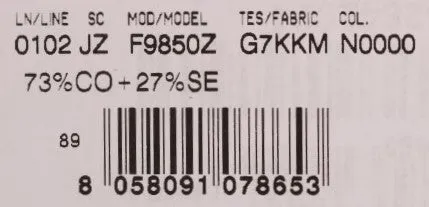 LN/LINE SC MOD/MODEL TES/FABRIC COL.
0102 JZ F9850Z G7KKM N0000
73%CO+27%SE
89
8 058091 078653